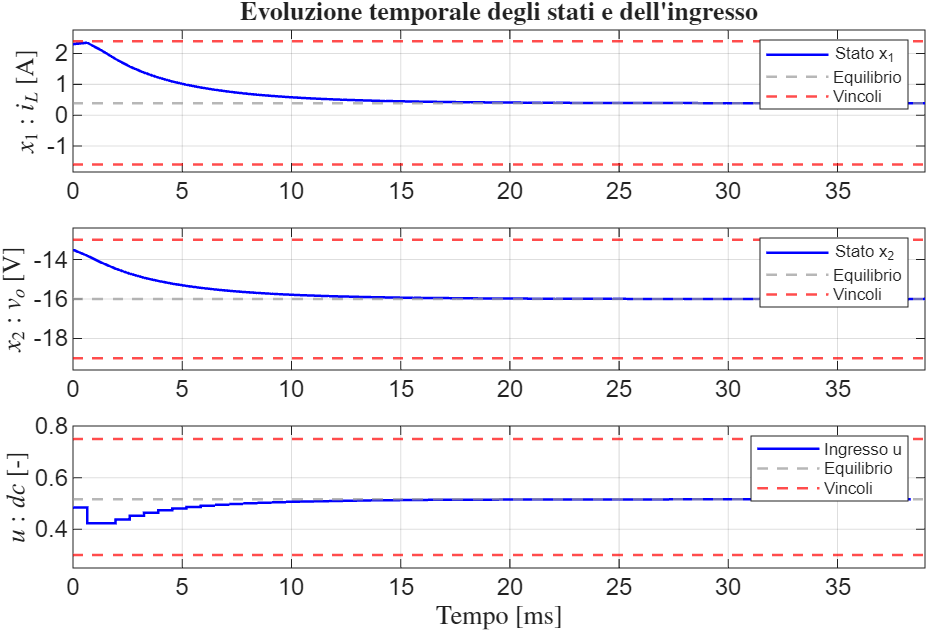 Evoluzione temporale degli stati e dell'ingresso
x₁ : i_L [A]
2
1
0
-1
0 5 10 15 20 25 30 35
Stato x₁
Equilibrio
Vincoli
x₂ : v_o [V]
-14
-16
-18
0 5 10 15 20 25 30 35
Stato x₂
Equilibrio
Vincoli
u : dc [-]
0.8
0.6
0.4
0 5 10 15 20 25 30 35
Ingresso u
Equilibrio
Vincoli
Tempo [ms]